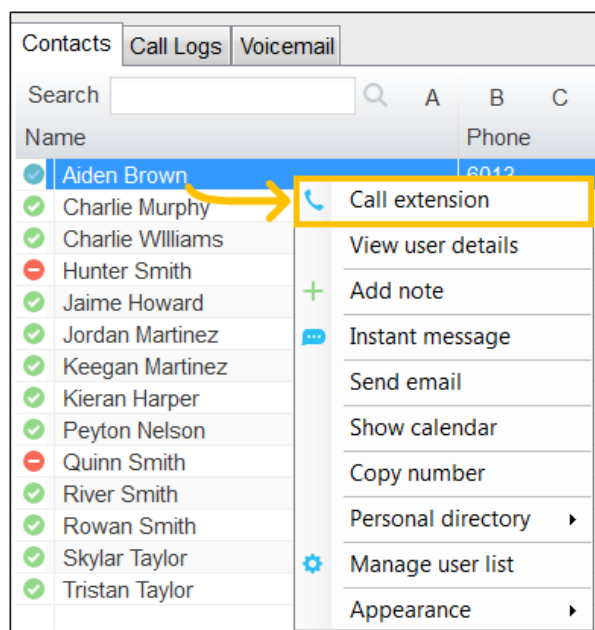 Contacts Call Logs Voicemail
Search A B C
Name Phone
Aiden Brown 6013
Charlie Murphy
Charlie WIlliams
Hunter Smith
Jaime Howard
Jordan Martinez
Keegan Martinez
Kieran Harper
Peyton Nelson
Quinn Smith
River Smith
Rowan Smith
Skylar Taylor
Tristan Taylor
Call extension
View user details
Add note
Instant message
Send email
Show calendar
Copy number
Personal directory
Manage user list
Appearance